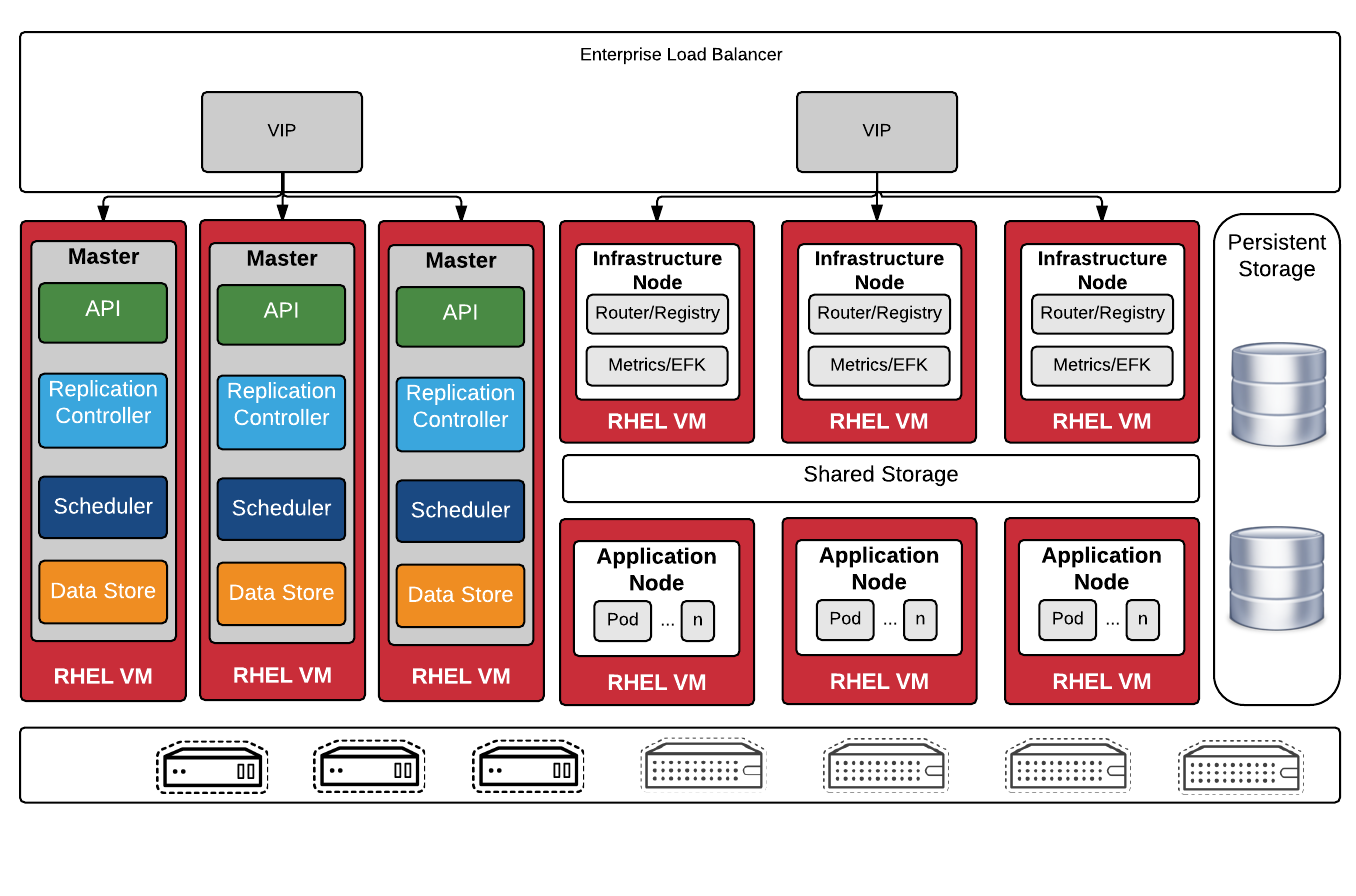 Enterprise Load Balancer
VIP
VIP
Master
API
Replication
Controller
Scheduler
Data Store
RHEL VM
Master
API
Replication
Controller
Scheduler
Data Store
RHEL VM
Master
API
Replication
Controller
Scheduler
Data Store
RHEL VM
Infrastructure
Node
Router/Registry
Metrics/EFK
RHEL VM
Infrastructure
Node
Router/Registry
Metrics/EFK
RHEL VM
Infrastructure
Node
Router/Registry
Metrics/EFK
RHEL VM
Shared Storage
Application
Node
Pod ... n
RHEL VM
Application
Node
Pod ... n
RHEL VM
Application
Node
Pod ... n
RHEL VM
Persistent
Storage